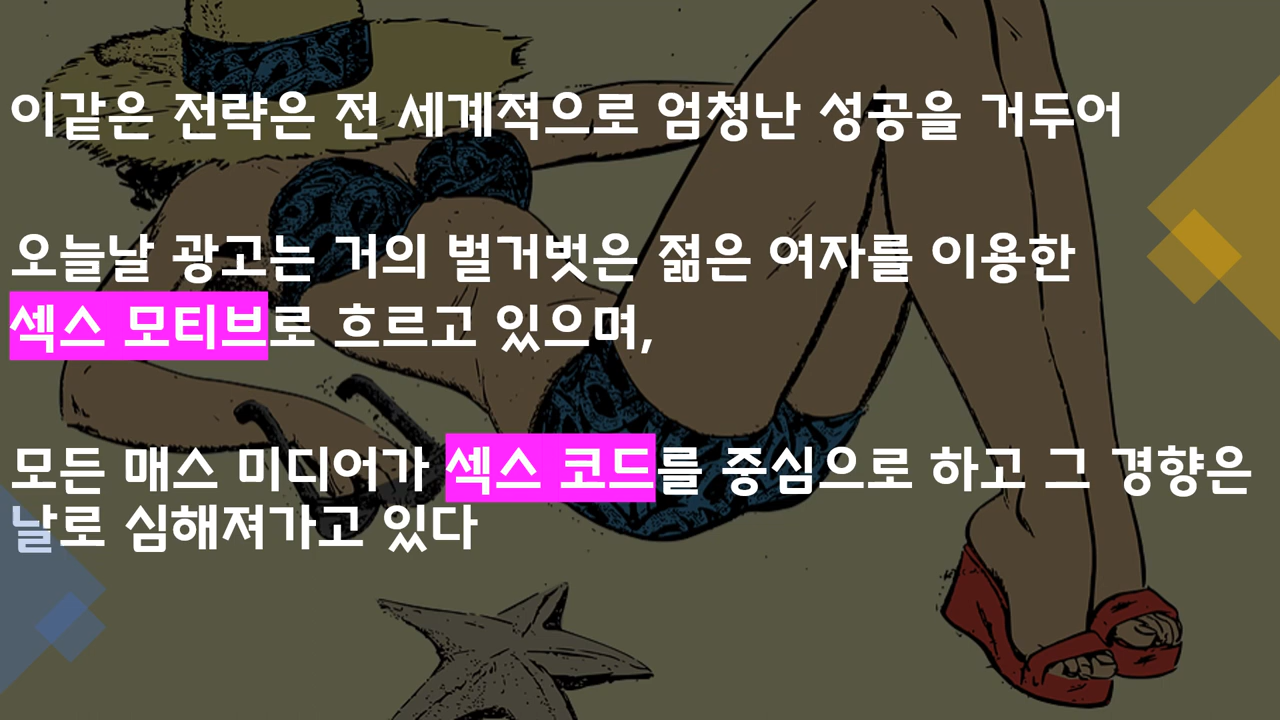 이같은 전략은 전 세계적으로 엄청난 성공을 거두어
오늘날 광고는 거의 벌거벗은 젊은 여자를 이용한
섹스 모티브로 흐르고 있으며,
모든 매스 미디어가 섹스 코드를 중심으로 하고 그 경향은
날로 심해져가고 있다